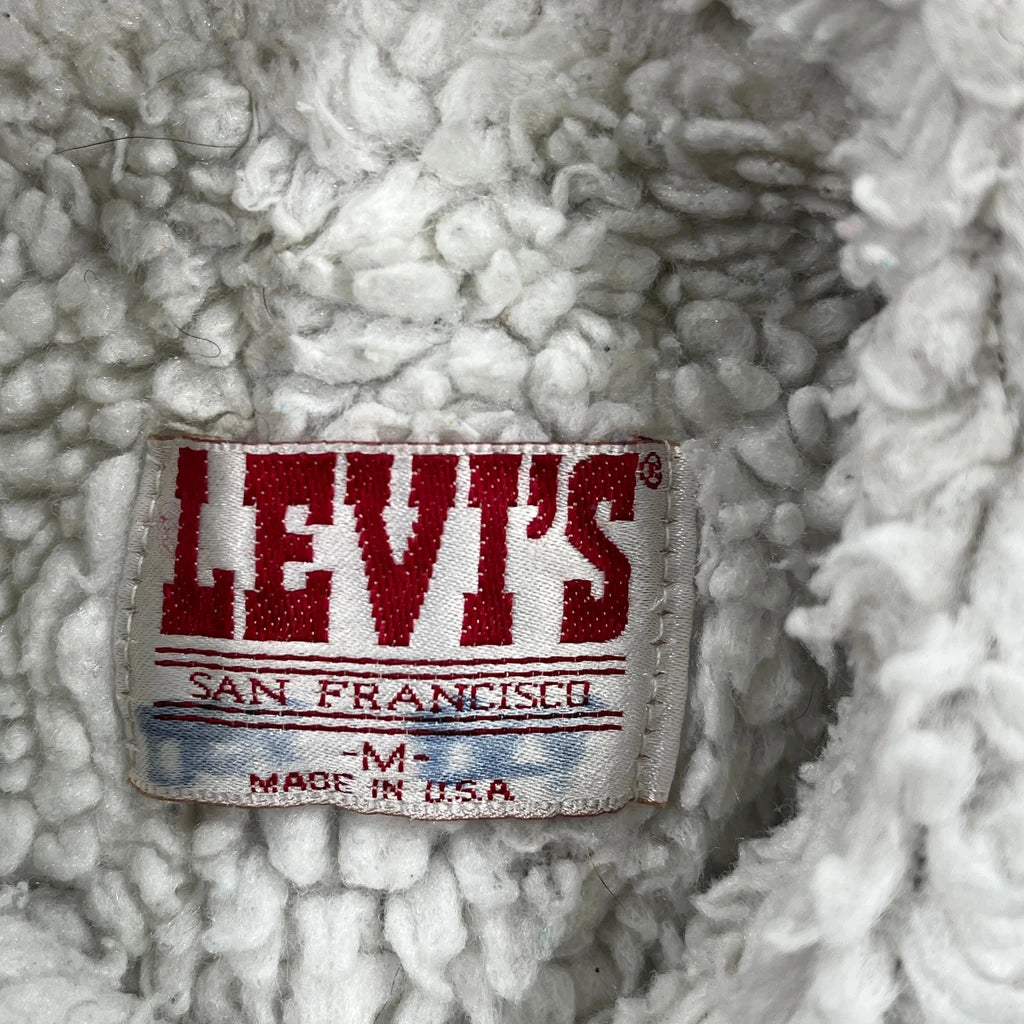 LEVI'S®
SAN FRANCISCO
-M-
MADE IN U.S.A.